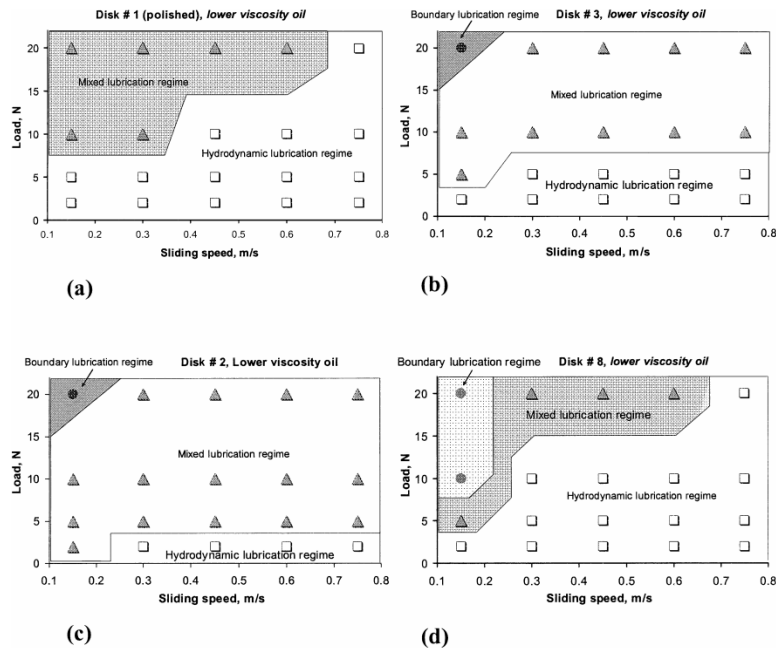 Disk # 1 (polished), lower viscosity oil
Load, N
20
15
10
5
0
Mixed lubrication regime
Hydrodynamic lubrication regime
0.1 0.2 0.3 0.4 0.5 0.6 0.7 0.8
Sliding speed, m/s
(a)
Disk # 3, lower viscosity oil
Boundary lubrication regime
Load, N
20
15
10
5
0
Mixed lubrication regime
Hydrodynamic lubrication regime
0.1 0.2 0.3 0.4 0.5 0.6 0.7 0.8
Sliding speed, m/s
(b)
Disk # 2, Lower viscosity oil
Boundary lubrication regime
Load, N
20
15
10
5
0
Mixed lubrication regime
Hydrodynamic lubrication regime
0.1 0.2 0.3 0.4 0.5 0.6 0.7 0.8
Sliding speed, m/s
(c)
Boundary lubrication regime
Disk # 8, lower viscosity oil
Load, N
20
15
10
5
0
Mixed lubrication regime
Hydrodynamic lubrication regime
0.1 0.2 0.3 0.4 0.5 0.6 0.7 0.8
Sliding speed, m/s
(d)